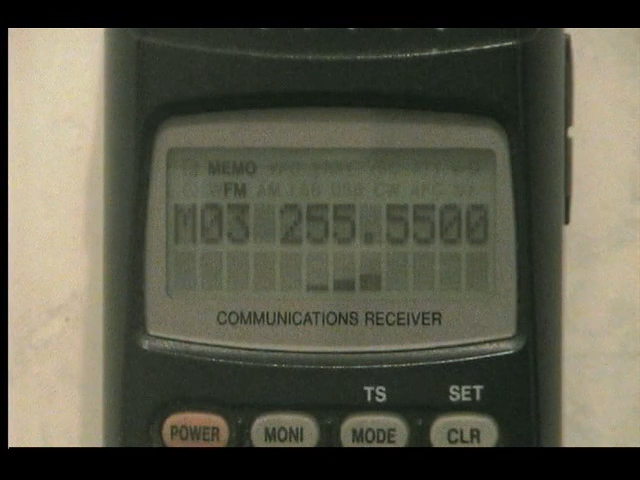 MEMO
FM AM LSB USB CW
M03 255.5500
COMMUNICATIONS RECEIVER
TS SET
POWER MONI MODE CLR